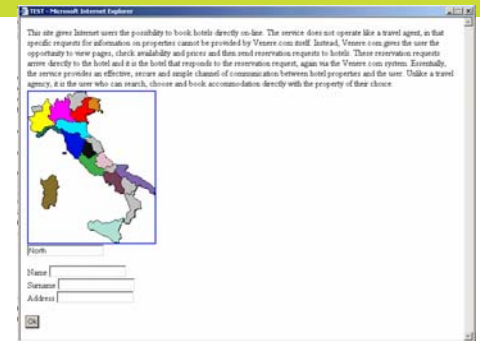 TEST - Microsoft Internet Explorer
This site gives Internet users the possibility to book hotels directly on-line. The service does not operate like a travel agent, in that
specific requests for information on properties cannot be provided by Venere.com itself. Instead, Venere.com gives the user the
opportunity to view pages, check availability and prices and then send reservation requests to hotels. These reservation requests
arrive directly to the hotel and it is the hotel that responds to the reservation request, again via the Venere.com system. Essentially,
the service provides an effective, secure and simple channel of communication between hotel properties and the user. Unlike a travel
agency, it is the user who can search, choose and book accommodation directly with the property of their choice.
North
Name
Surname
Address
Ok